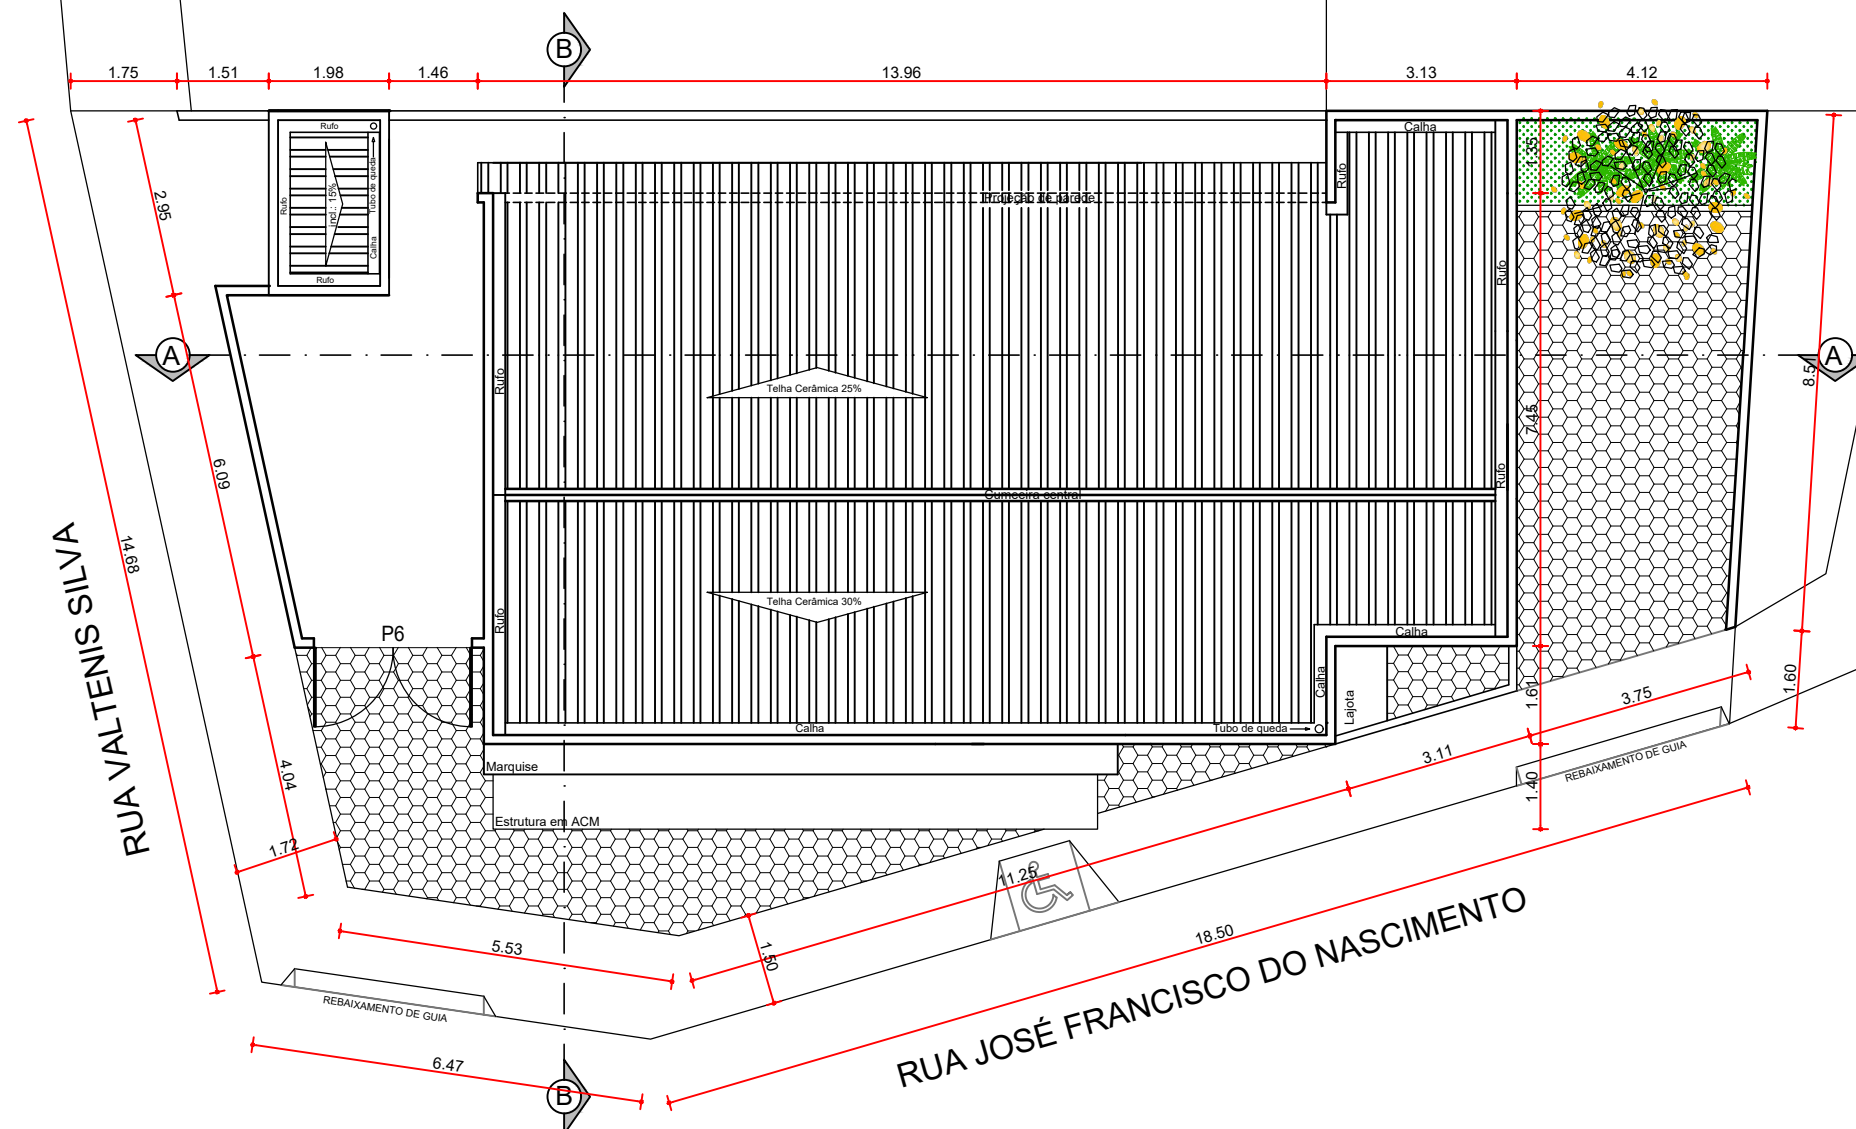 B
1.75
1.51
1.98
1.46
13.96
3.13
4.12
Rufo
Tubo de queda
incl.: 15%
Rufo
Calha
Rufo
2.95
Calha
Rufo
1.35
Projeção de parede
Rufo
A
A
8.51
Rufo
Telha Cerâmica 25%
7.45
6.09
Rufo
Cumeeira central
14.68
RUA VALTENIS SILVA
Telha Cerâmica 30%
Rufo
P6
Calha
Calha
Lajota
1.61
3.75
1.60
Calha
Tubo de queda
Marquise
3.11
REBAIXAMENTO DE GUIA
4.04
1.40
Estrutura em ACM
1.72
11.25
5.53
1.50
18.50
RUA JOSÉ FRANCISCO DO NASCIMENTO
REBAIXAMENTO DE GUIA
6.47
B